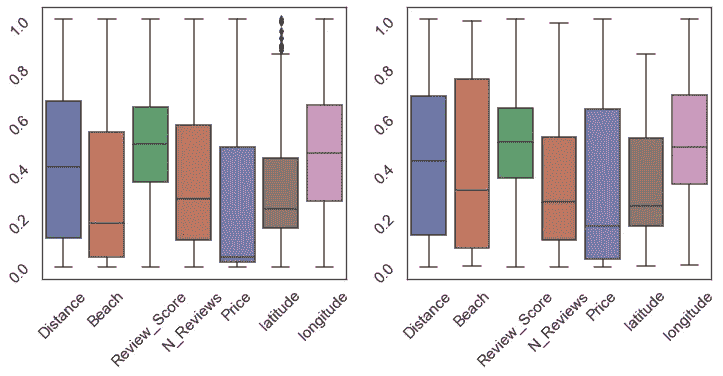 1.0
0.8
0.6
0.4
0.2
0.0
Distance
Beach
Review_Score
N_Reviews
Price
latitude
longitude
1.0
0.8
0.6
0.4
0.2
0.0
Distance
Beach
Review_Score
N_Reviews
Price
latitude
longitude